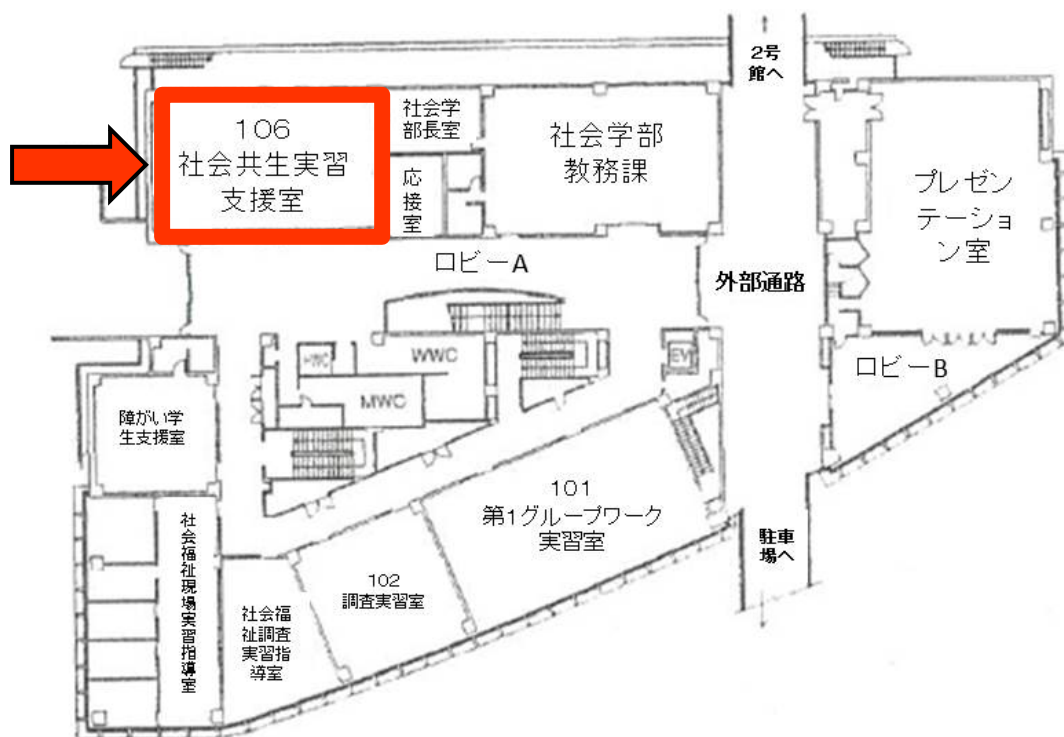 2号
館へ
106
社会共生実習
支援室
社会学
部長室
応
接
室
社会学部
教務課
プレゼン
テーショ
ン室
ロビーA
外部通路
HWC
WWC
MWC
EV
ロビーB
障がい学
生支援室
101
第1グループワーク
実習室
駐車
場へ
102
調査実習室
社会福
祉調査
実習指
導室
社会福祉現場実習指導室